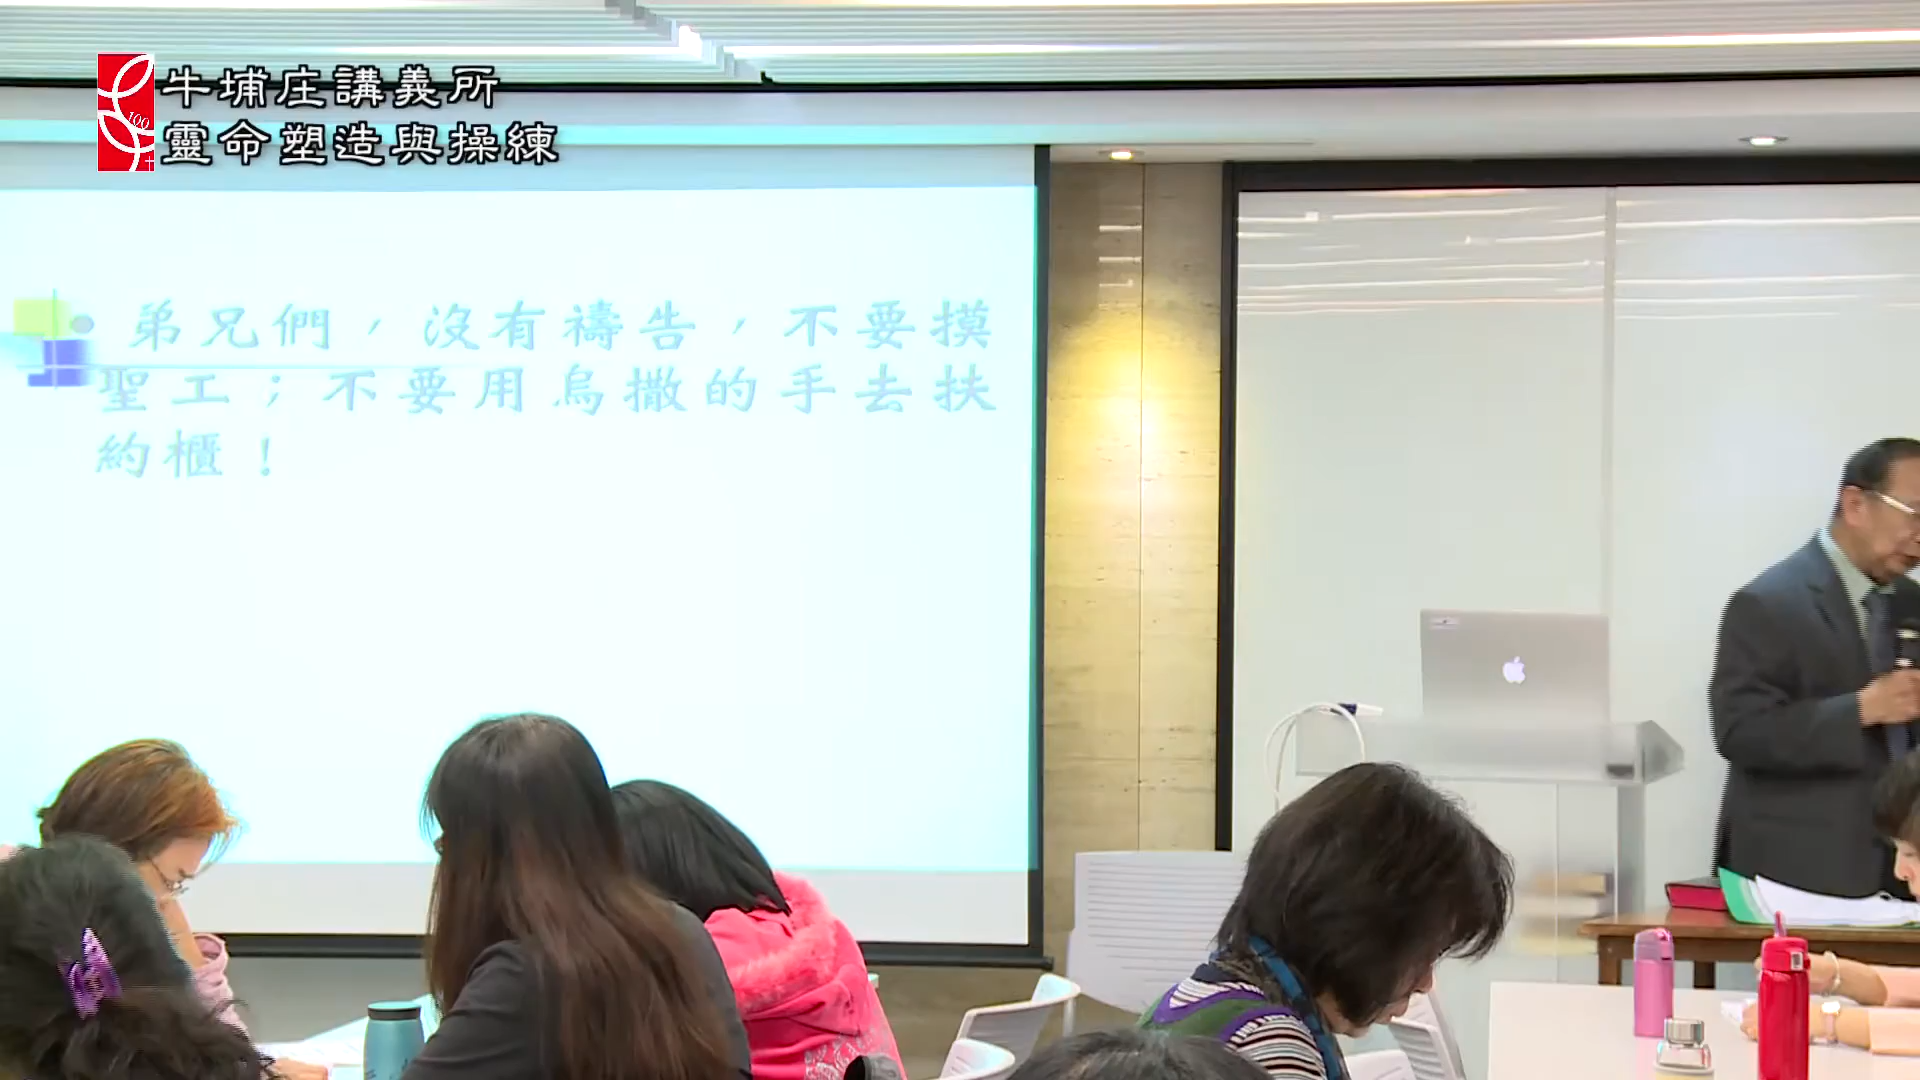 牛埔庄講義所
靈命塑造與操練
100
弟兄們，沒有禱告，不要摸
聖工；不要用烏撒的手去扶
約櫃！